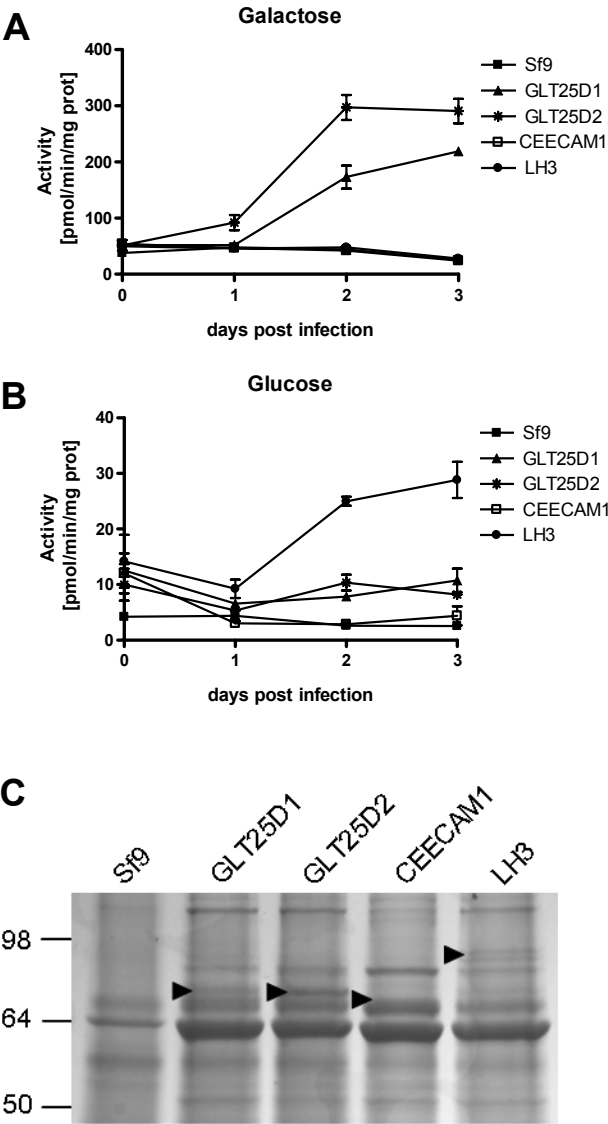 A
Galactose
400
300
200
100
0
Activity
[pmol/min/mg prot]
0 1 2 3
days post infection
Sf9
GLT25D1
GLT25D2
CEECAM1
LH3
B
Glucose
40
30
20
10
0
Activity
[pmol/min/mg prot]
0 1 2 3
days post infection
Sf9
GLT25D1
GLT25D2
CEECAM1
LH3
C
Sf9 GLT25D1 GLT25D2 CEECAM1 LH3
98
64
50